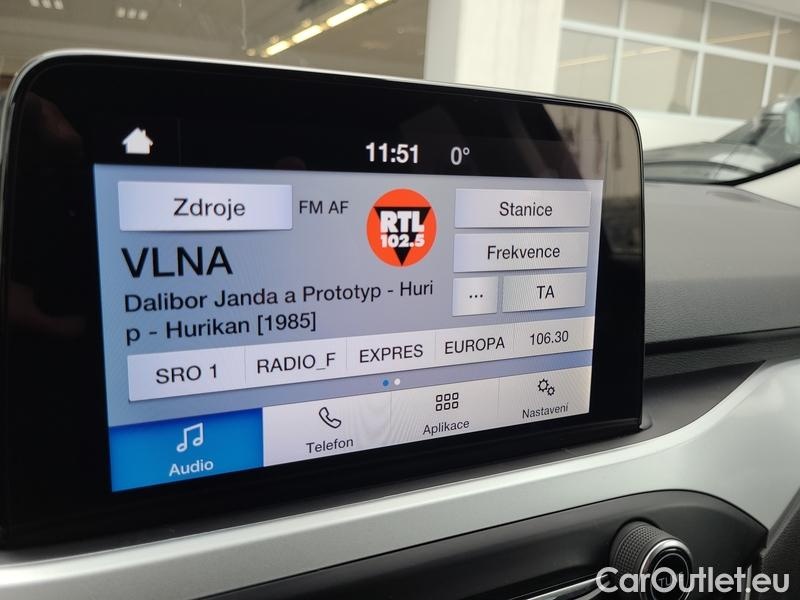 11:51 0°
Zdroje
FM AF
RTL
102.5
Stanice
VLNA
Frekvence
Dalibor Janda a Prototyp - Huri
p - Hurikan [1985]
...
TA
SRO 1
RADIO_F
EXPRES
EUROPA
106.30
Audio
Telefon
Aplikace
Nastavení
CarOutlet.eu